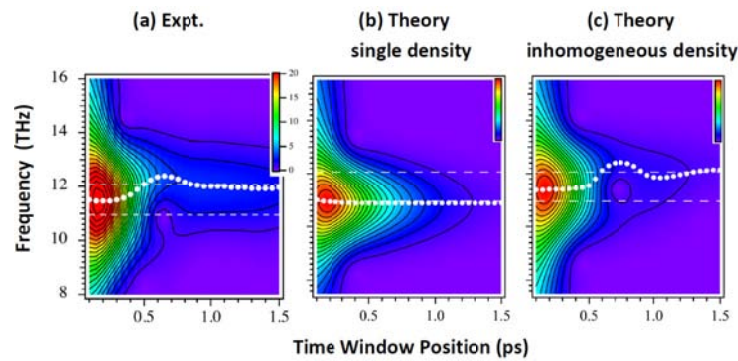 (a) Expt.
(b) Theory
single density
(c) Theory
inhomogeneous density
16
14
12
10
8
Frequency (THz)
20
15
10
5
0
0.5
1.0
1.5
0.5
1.0
1.5
0.5
1.0
1.5
Time Window Position (ps)